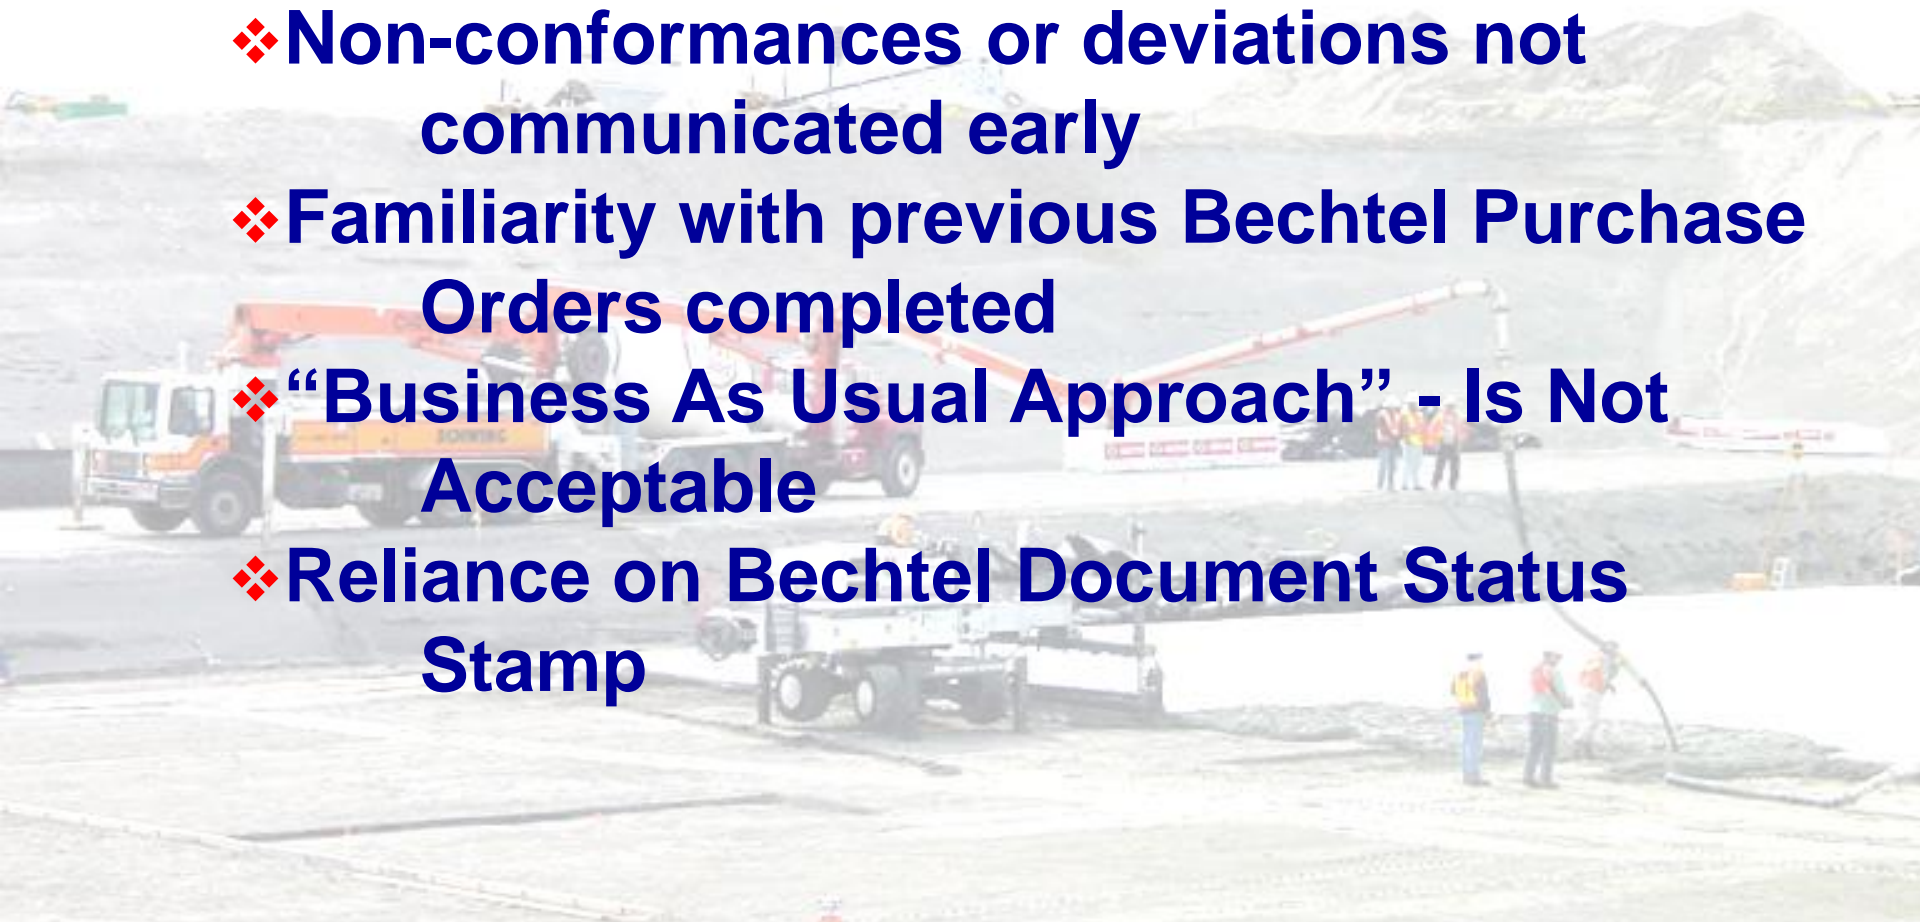 ❖Non-conformances or deviations not
communicated early
❖Familiarity with previous Bechtel Purchase
Orders completed
❖“Business As Usual Approach” - Is Not
Acceptable
❖Reliance on Bechtel Document Status
Stamp
SCHWING